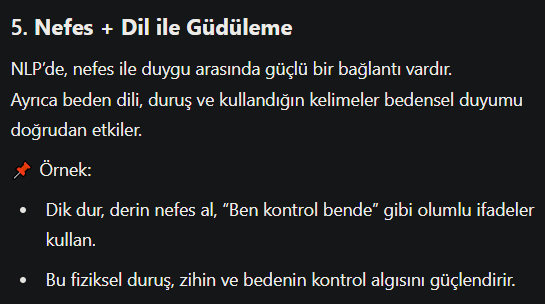 5. Nefes + Dil ile Güdüleme
NLP’de, nefes ile duygu arasında güçlü bir bağlantı vardır.
Ayrıca beden dili, duruş ve kullandığın kelimeler bedensel duyumu
doğrudan etkiler.
📌 Örnek:
• Dik dur, derin nefes al, “Ben kontrol bende” gibi olumlu ifadeler
kullan.
• Bu fiziksel duruş, zihin ve bedenin kontrol algısını güçlendirir.